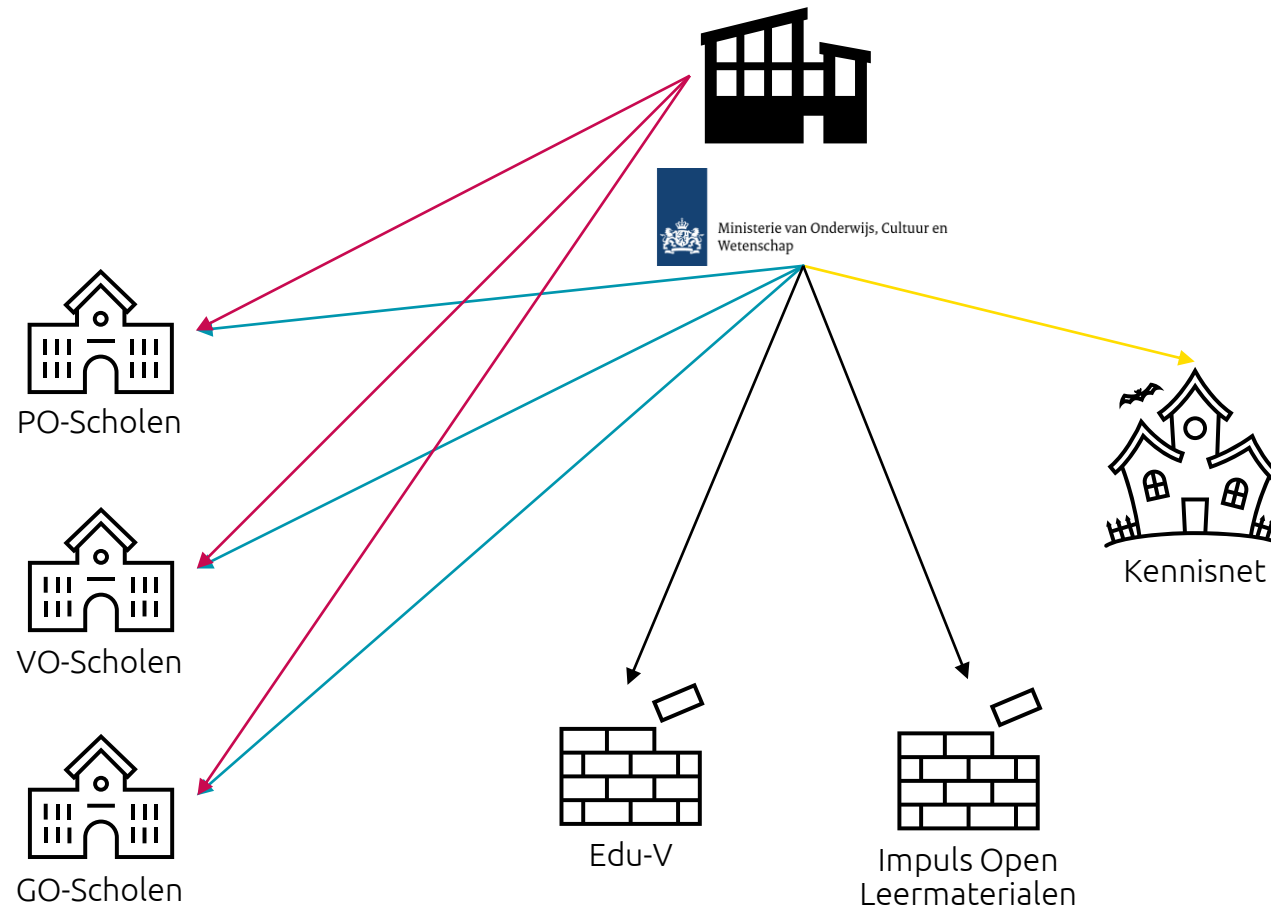 Ministerie van Onderwijs, Cultuur en
Wetenschap
PO-Scholen
VO-Scholen
GO-Scholen
Edu-V
Impuls Open
Leermaterialen
Kennisnet